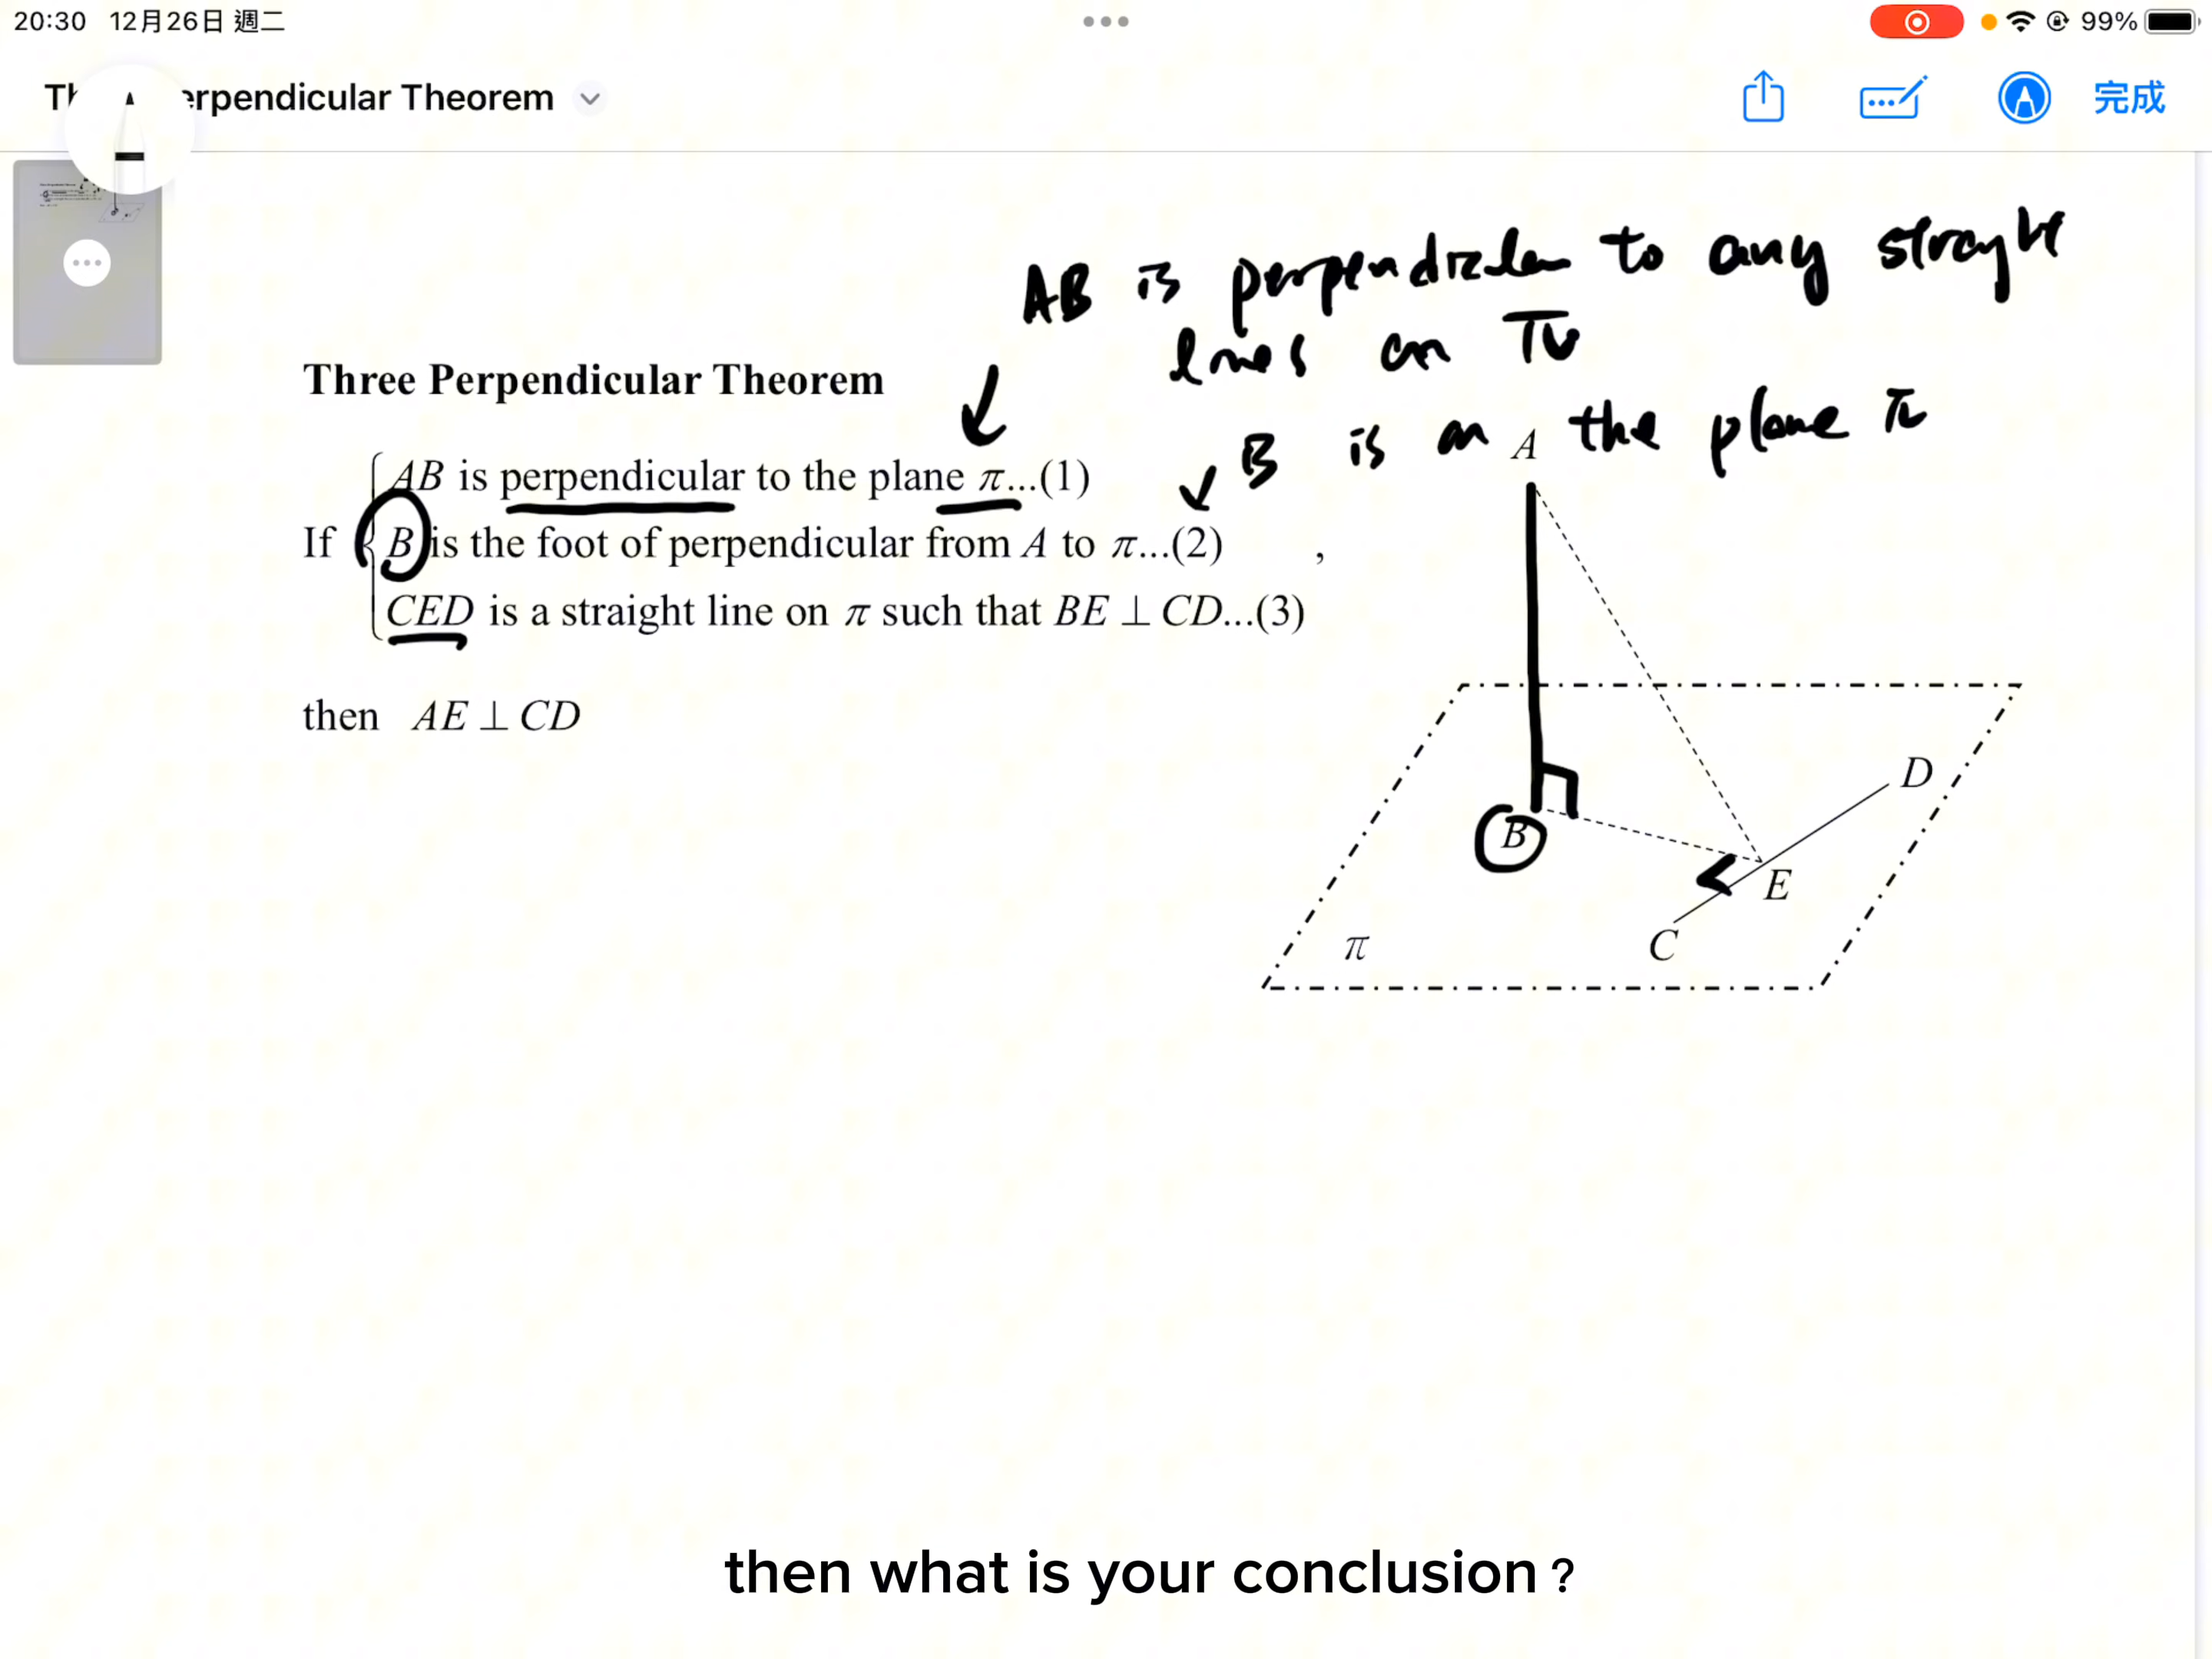 20:30 12月26日 週二
99%
Th erpendicular Theorem
完成
AB is perpendicular to any straight
lines on π
Three Perpendicular Theorem
B is on the plane π
A
AB is perpendicular to the plane π...(1)
If B is the foot of perpendicular from A to π...(2) ,
CED is a straight line on π such that BE ⊥ CD...(3)
then AE ⊥ CD
D
B
E
C
π
then what is your conclusion ?